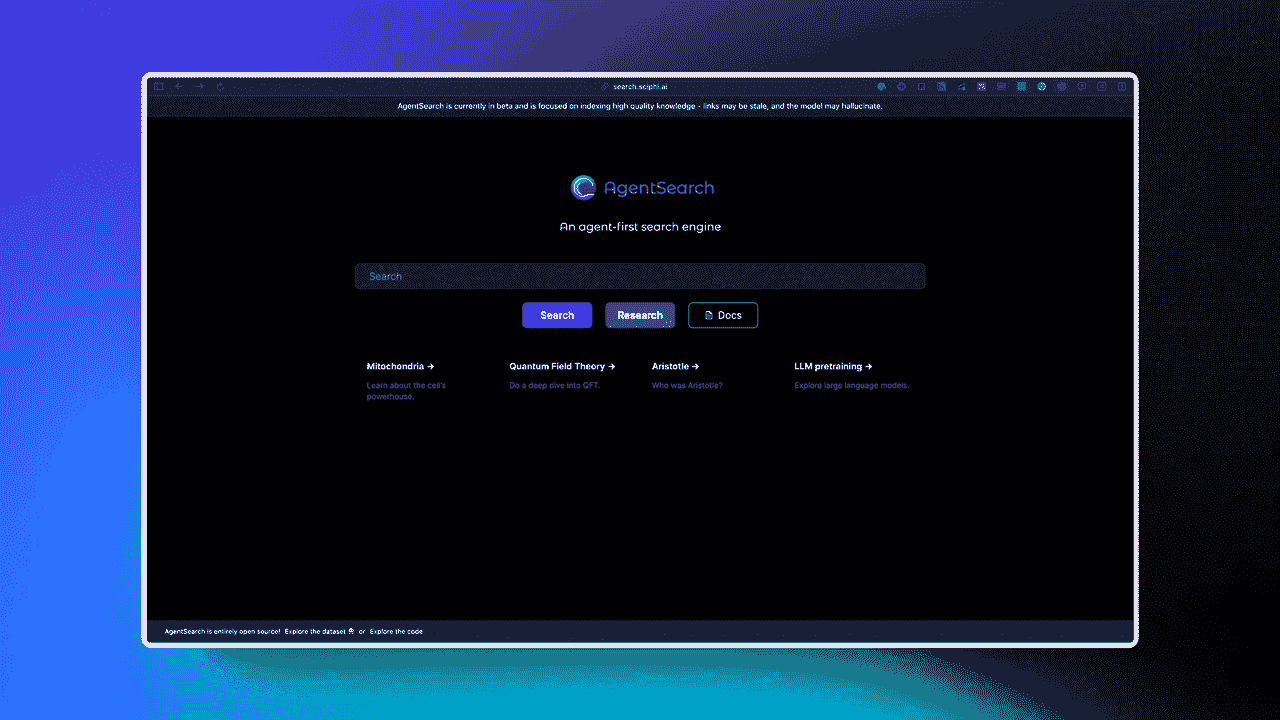 search.sciphi.ai
AgentSearch is currently in beta and is focused on indexing high quality knowledge - links may be stale, and the model may hallucinate.
AgentSearch
An agent-first search engine
Search
Search
Research
Docs
Mitochondria →
Learn about the cell's
powerhouse.
Quantum Field Theory →
Do a deep dive into QFT.
Aristotle →
Who was Aristotle?
LLM pretraining →
Explore large language models.
AgentSearch is entirely open source! Explore the dataset or Explore the code